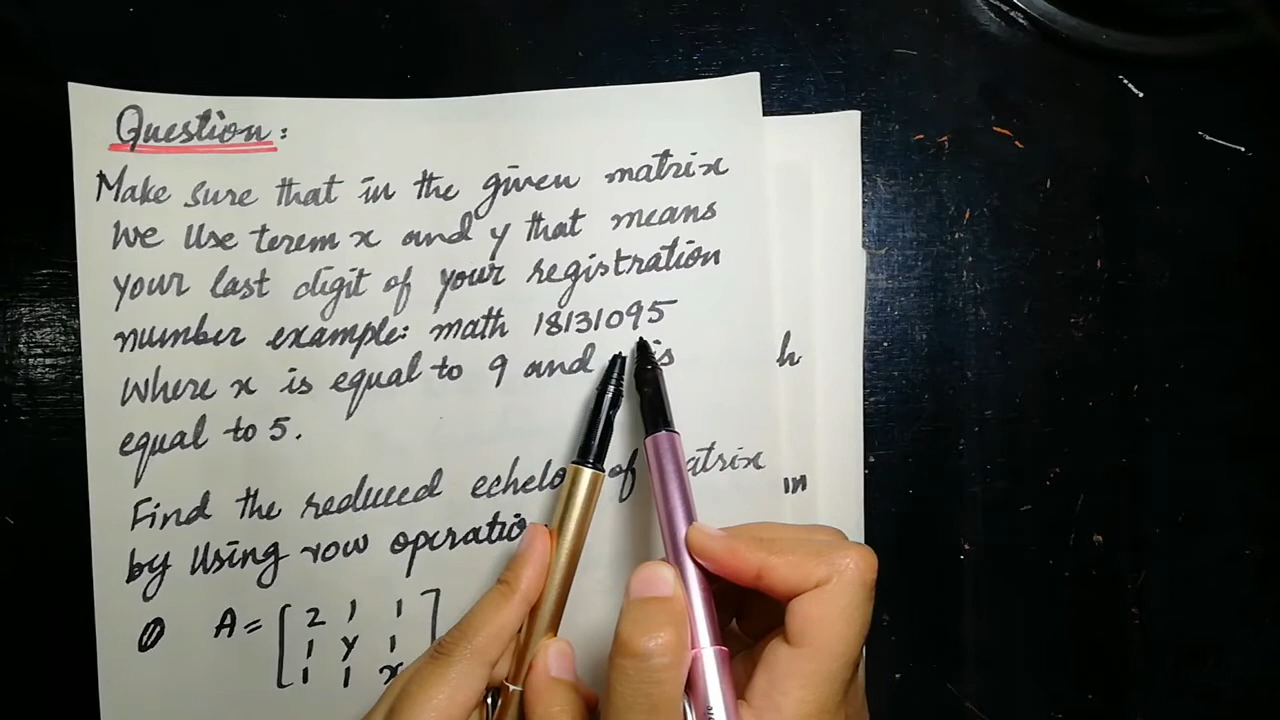 Question:
Make sure that in the given matrix
We use terem x and y that means
your last digit of your registration
number example: math 18131095
Where x is equal to 9 and is
equal to 5.
Find the reduced of
by using row
A = [ 2 1 1
1 y 1
1 1 x
h